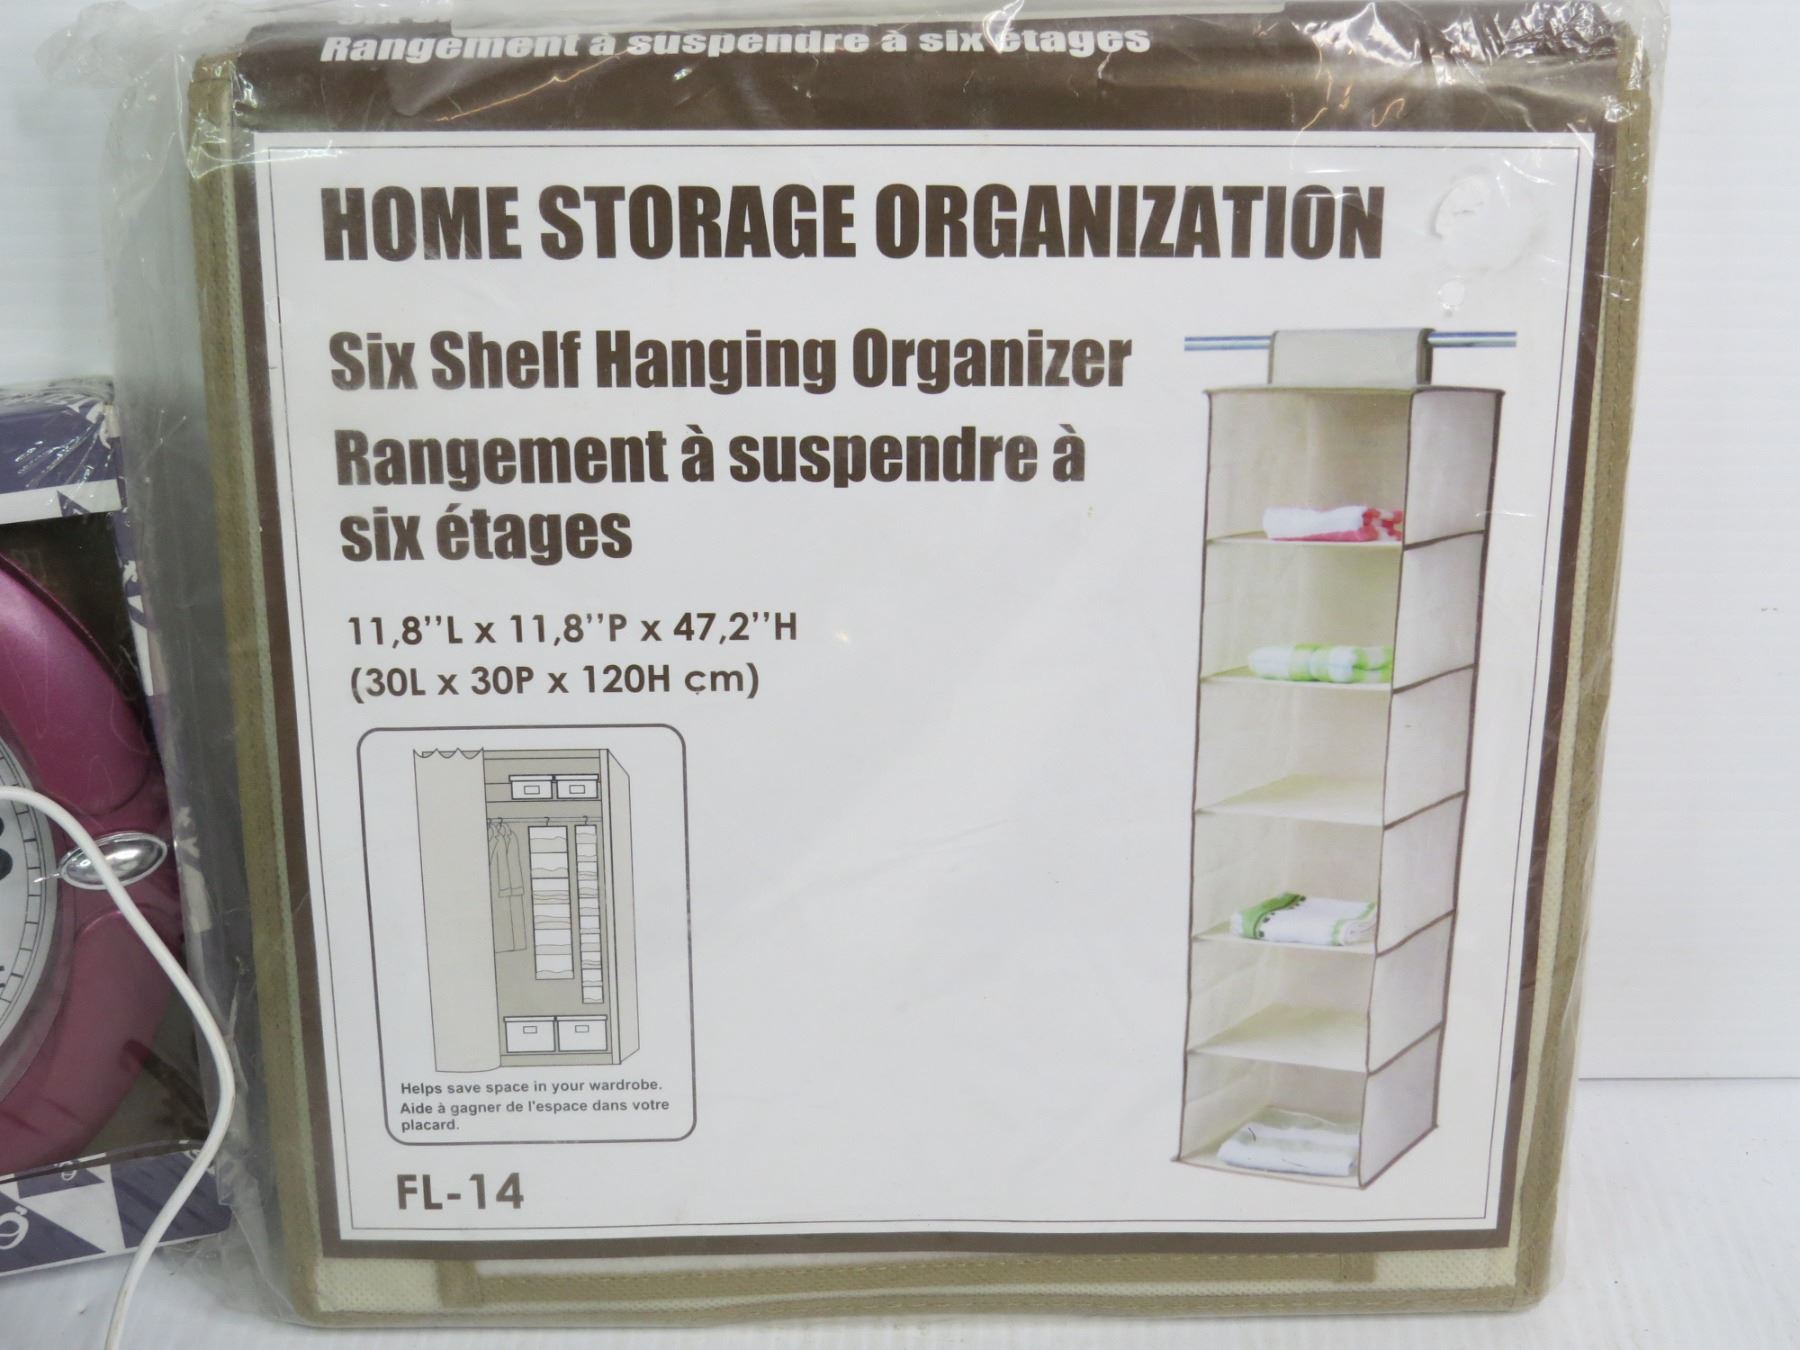 Rangement à suspendre à six étages
HOME STORAGE ORGANIZATION
Six Shelf Hanging Organizer
Rangement à suspendre à
six étages
11,8’’L x 11,8’’P x 47,2’’H
(30L x 30P x 120H cm)
Helps save space in your wardrobe.
Aide à gagner de l'espace dans votre
placard.
FL-14